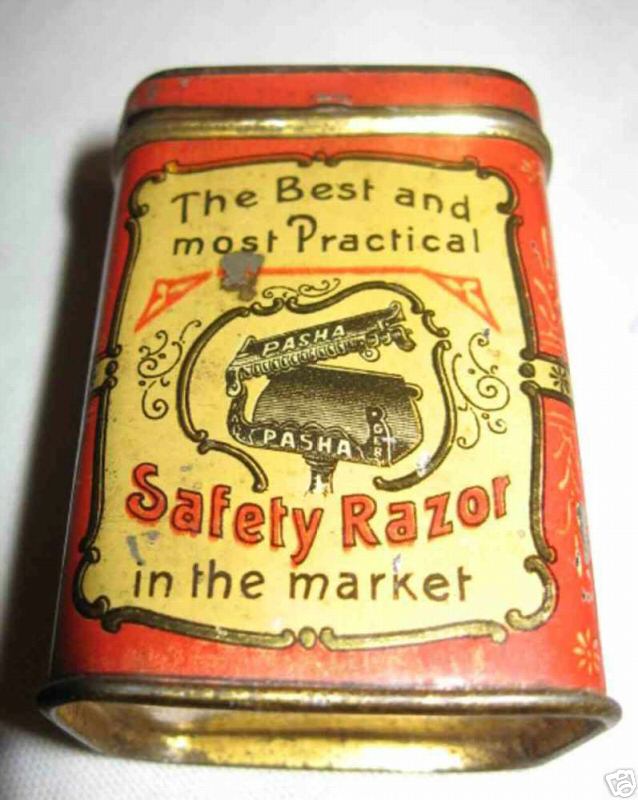 The Best and
most Practical
PASHA
PASHA
Safety Razor
in the market